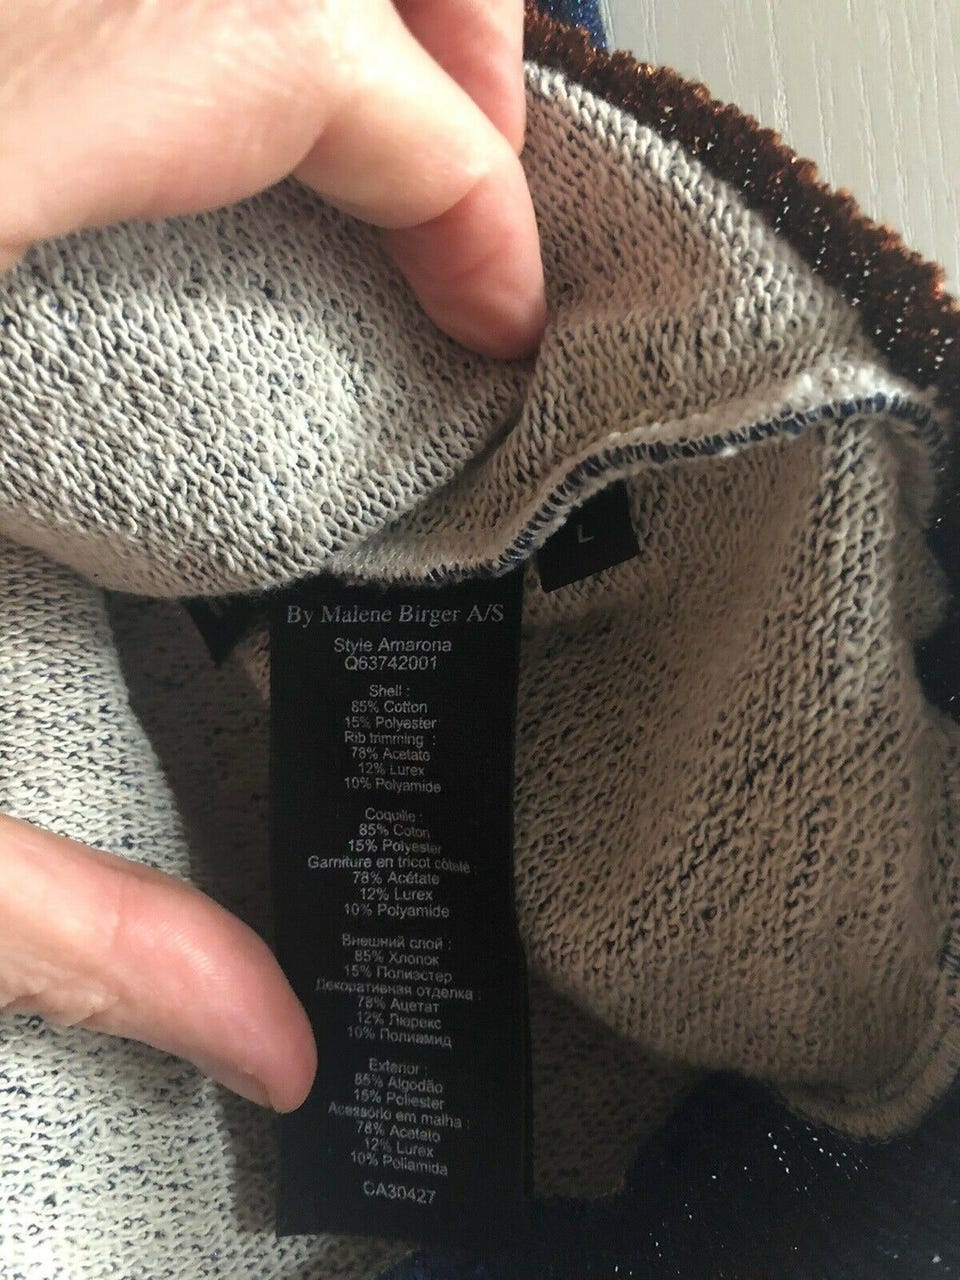 L
By Malene Birger A/S
Style Amarona
Q63742001
Shell :
85% Cotton
15% Polyester
Rib trimming :
78% Acetato
12% Lurex
10% Polyamide
Coquille :
85% Coton
15% Polyester
Garniture en tricot côtelé :
78% Acétate
12% Lurex
10% Polyamide
Внешний слой :
85% Хлопок
15% Полиэстер
Декоративная отделка :
78% Ацетат
12% Люрекс
10% Полиамид
Exterior :
85% Algodão
15% Poliester
Acessório em malha :
78% Acetato
12% Lurex
10% Poliamida
CA30427